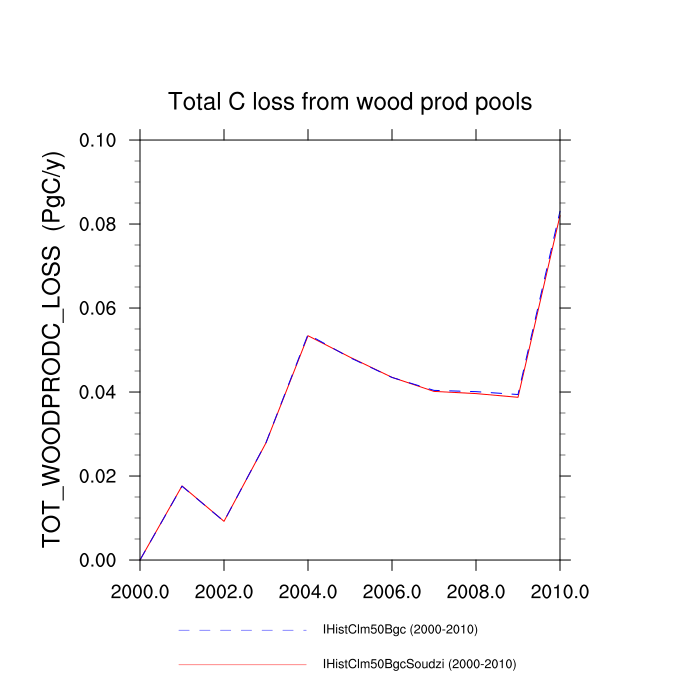 Total C loss from wood prod pools
TOT_WOODPRODC_LOSS (PgC/y)
0.10
0.08
0.06
0.04
0.02
0.00
2000.0 2002.0 2004.0 2006.0 2008.0 2010.0
IHistClm50Bgc (2000-2010)
IHistClm50BgcSoudzi (2000-2010)